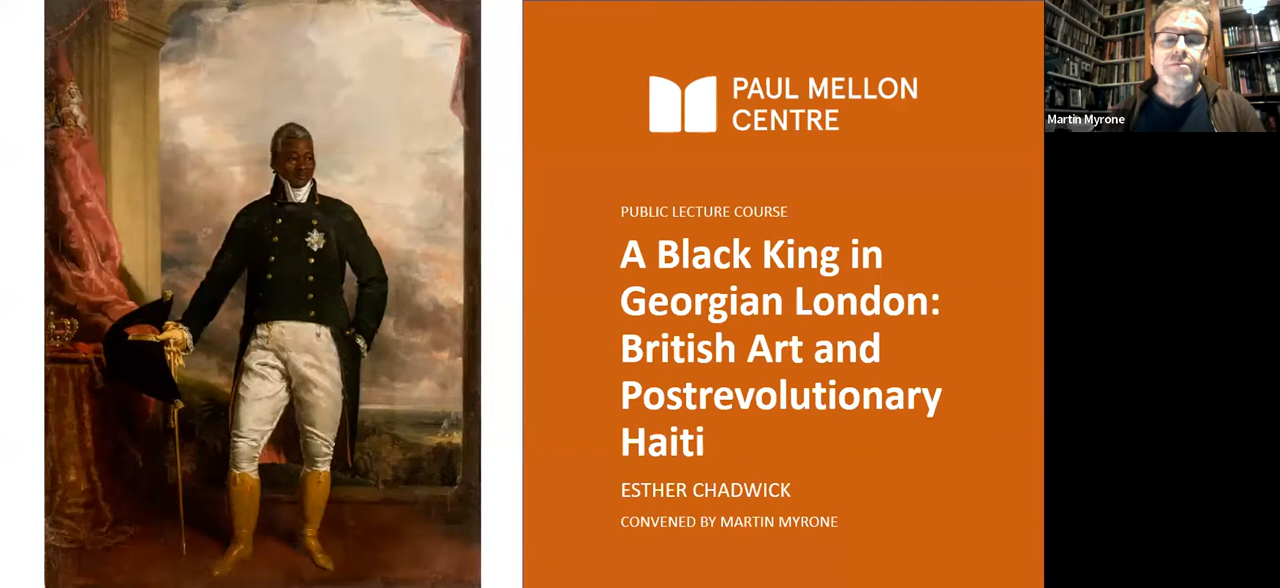 PAUL MELLON
CENTRE
PUBLIC LECTURE COURSE
A Black King in
Georgian London:
British Art and
Postrevolutionary
Haiti
ESTHER CHADWICK
CONVENED BY MARTIN MYRONE
Martin Myrone